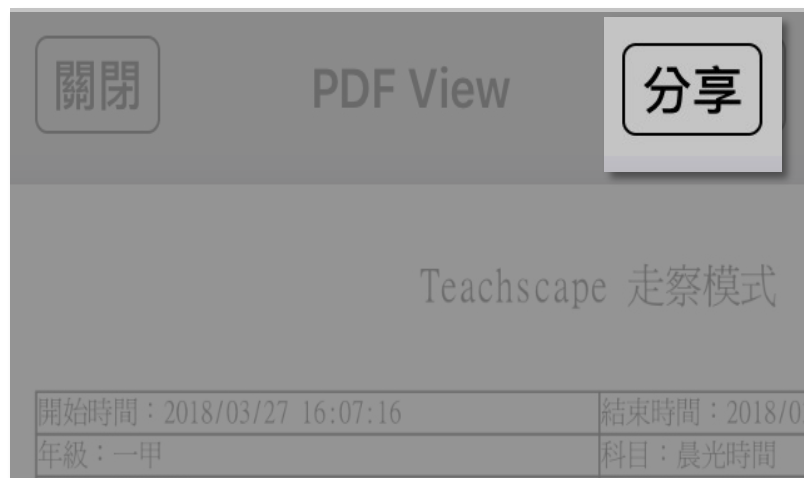 關閉 PDF View 分享
Teachscape 走察模式
開始時間：2018/03/27 16:07:16 結束時間：2018/0
年級：一甲 科目：晨光時間